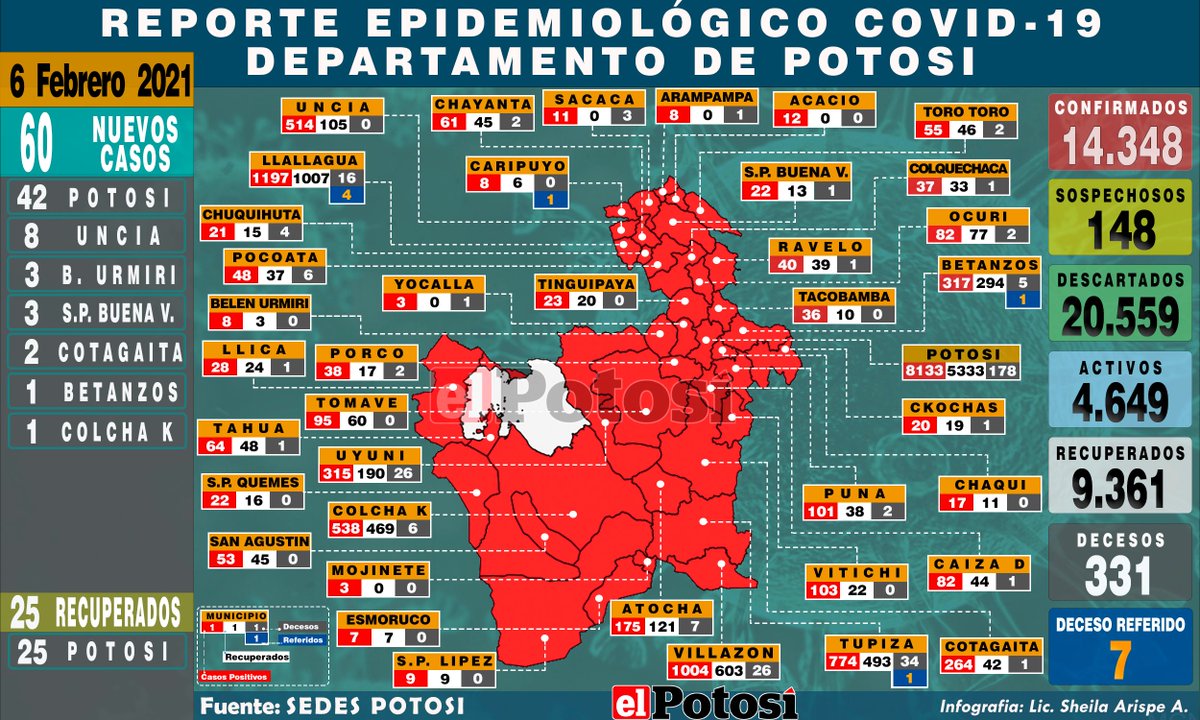 REPORTE EPIDEMIOLÓGICO COVID-19
DEPARTAMENTO DE POTOSI
6 Febrero 2021
60 NUEVOS CASOS
42 POTOSI
8 UNCIA
3 B. URMIRI
3 S.P. BUENA V.
2 COTAGAITA
1 BETANZOS
1 COLCHA K
25 RECUPERADOS
25 POTOSI
UNCIA
514 105 0
CHAYANTA
61 45 2
SACACA
11 0 3
ARAMPAMPA
8 0 1
ACACIO
12 0 0
TORO TORO
55 46 2
LLALLAGUA
1197 1007 16
4
CARIPUYO
8 6 0
1
S.P. BUENA V.
22 13 1
COLQUECHACA
37 33 1
CHUQUIHUTA
21 15 4
OCURI
82 77 2
POCOATA
48 37 6
RAVELO
40 39 1
BETANZOS
317 294 5
1
YOCALLA
3 0 1
TINGUIPAYA
23 20 0
TACOBAMBA
36 10 0
BELEN URMIRI
8 3 0
LLICA
28 24 1
PORCO
38 17 2
POTOSI
8133 5333 178
elPotosí
TOMAVE
95 60 0
CKOCHAS
20 19 1
TAHUA
64 48 1
UYUNI
315 190 26
S.P. QUEMES
22 16 0
PUNA
101 38 2
CHAQUI
17 11 0
COLCHA K
538 469 6
SAN AGUSTIN
53 45 0
MOJINETE
3 0 0
VITICHI
103 22 0
CAIZA D
82 44 1
ESMORUCO
7 7 0
ATOCHA
175 121 7
S.P. LIPEZ
9 9 0
VILLAZON
1004 603 26
TUPIZA
774 493 34
1
COTAGAITA
264 42 1
MUNICIPIO
1 1 1
1
Decesos
Referidos
Recuperados
Casos Positivos
CONFIRMADOS
14.348
SOSPECHOSOS
148
DESCARTADOS
20.559
ACTIVOS
4.649
RECUPERADOS
9.361
DECESOS
331
DECESO REFERIDO
7
Fuente: SEDES POTOSI
elPotosí
Infografia: Lic. Sheila Arispe A.